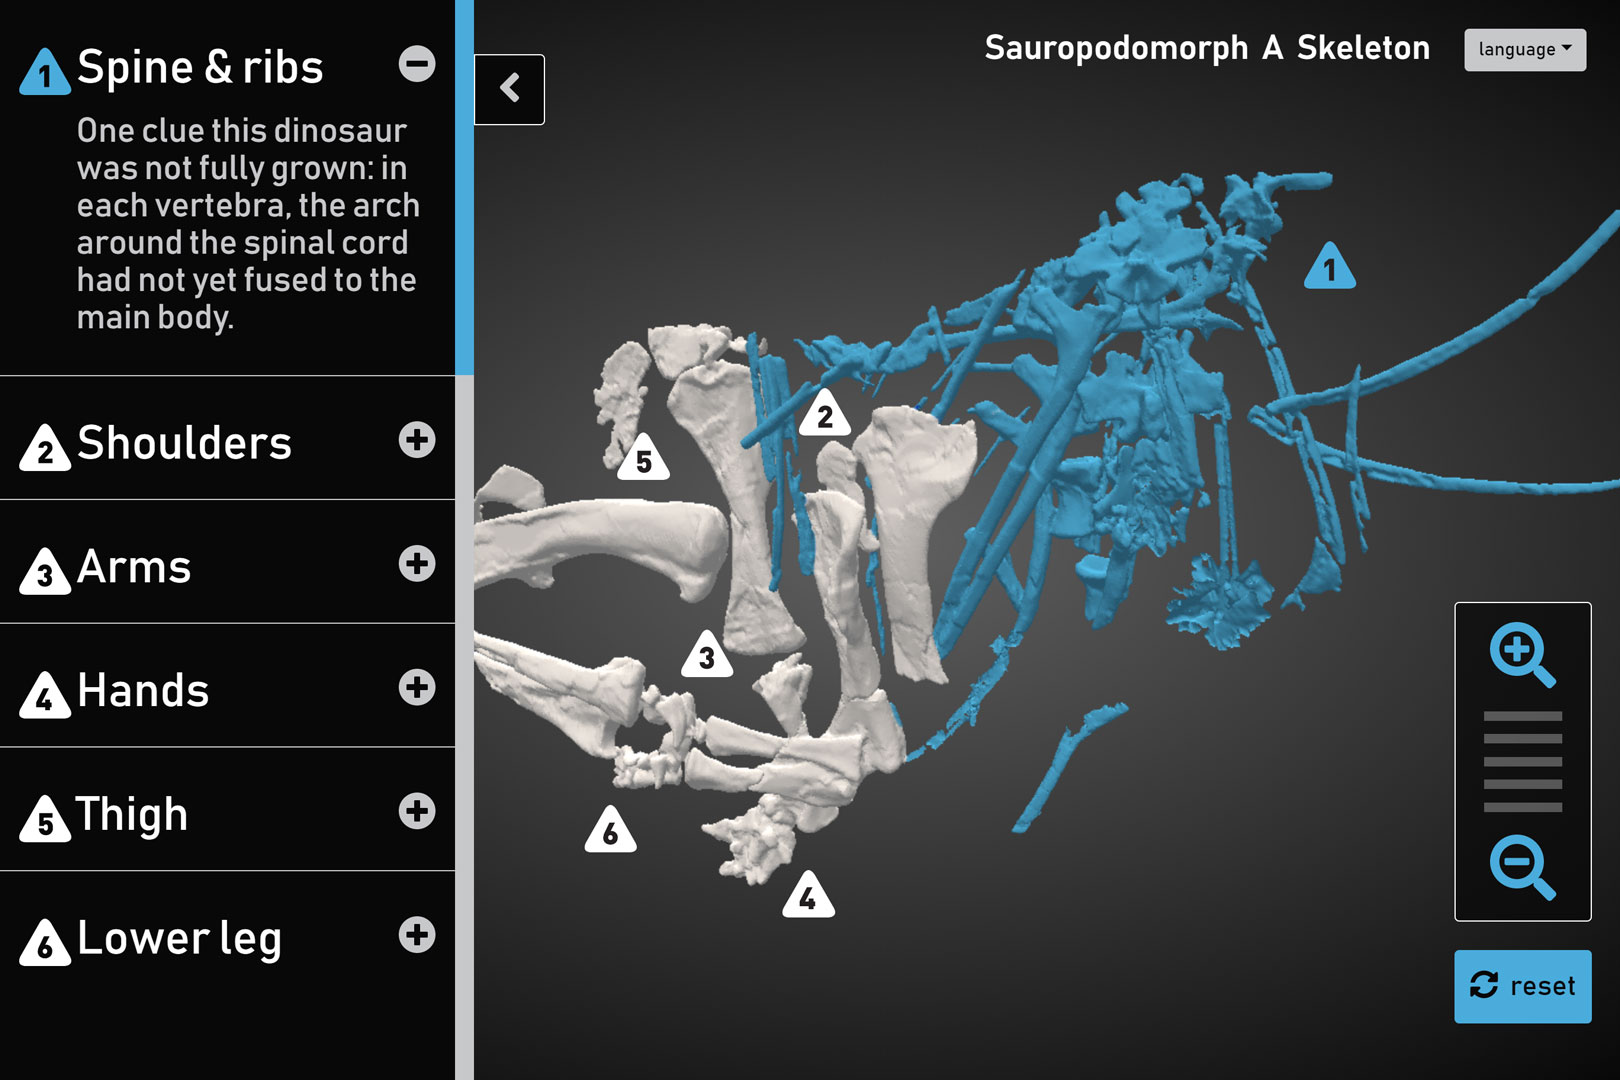 1 Spine & ribs
One clue this dinosaur
was not fully grown: in
each vertebra, the arch
around the spinal cord
had not yet fused to the
main body.
2 Shoulders
3 Arms
4 Hands
5 Thigh
6 Lower leg
Sauropodomorph A Skeleton
language
1
2
5
3
6
4
reset